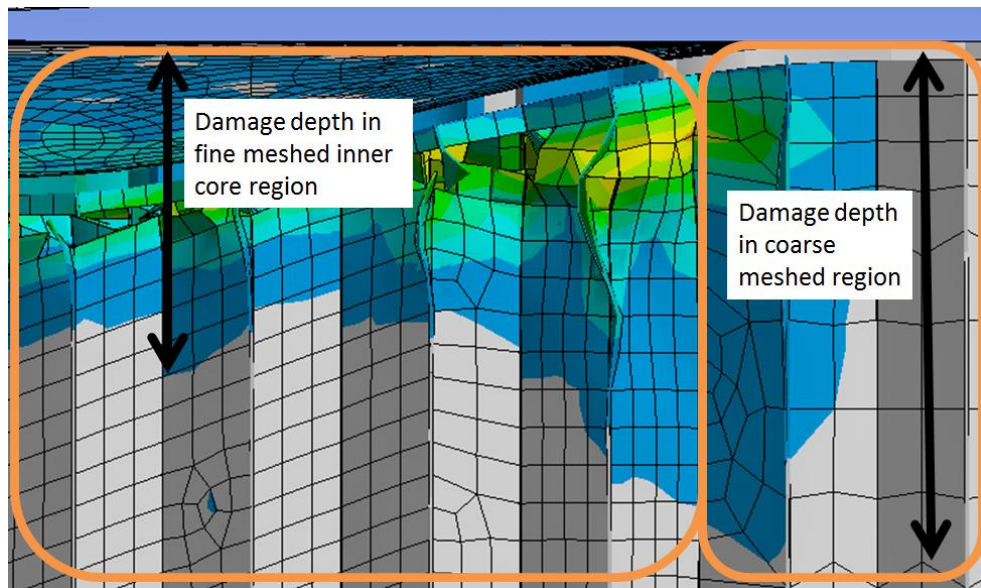 Damage depth in
fine meshed inner
core region
Damage depth
in coarse
meshed region